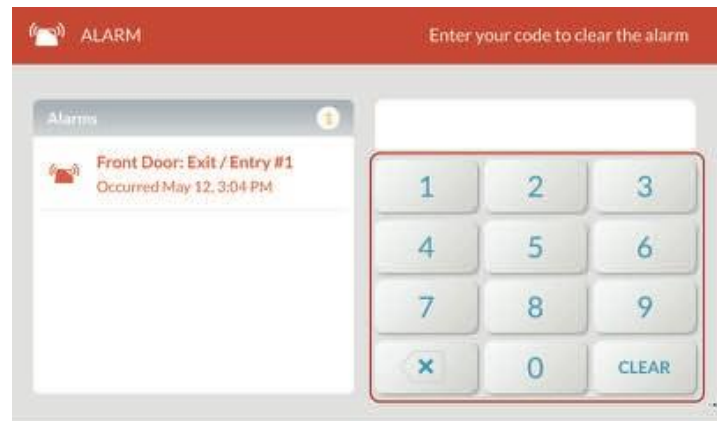 ALARM
Enter your code to clear the alarm
Alarms
1
Front Door: Exit / Entry #1
Occurred May 12, 3:04 PM
1 2 3
4 5 6
7 8 9
× 0 CLEAR